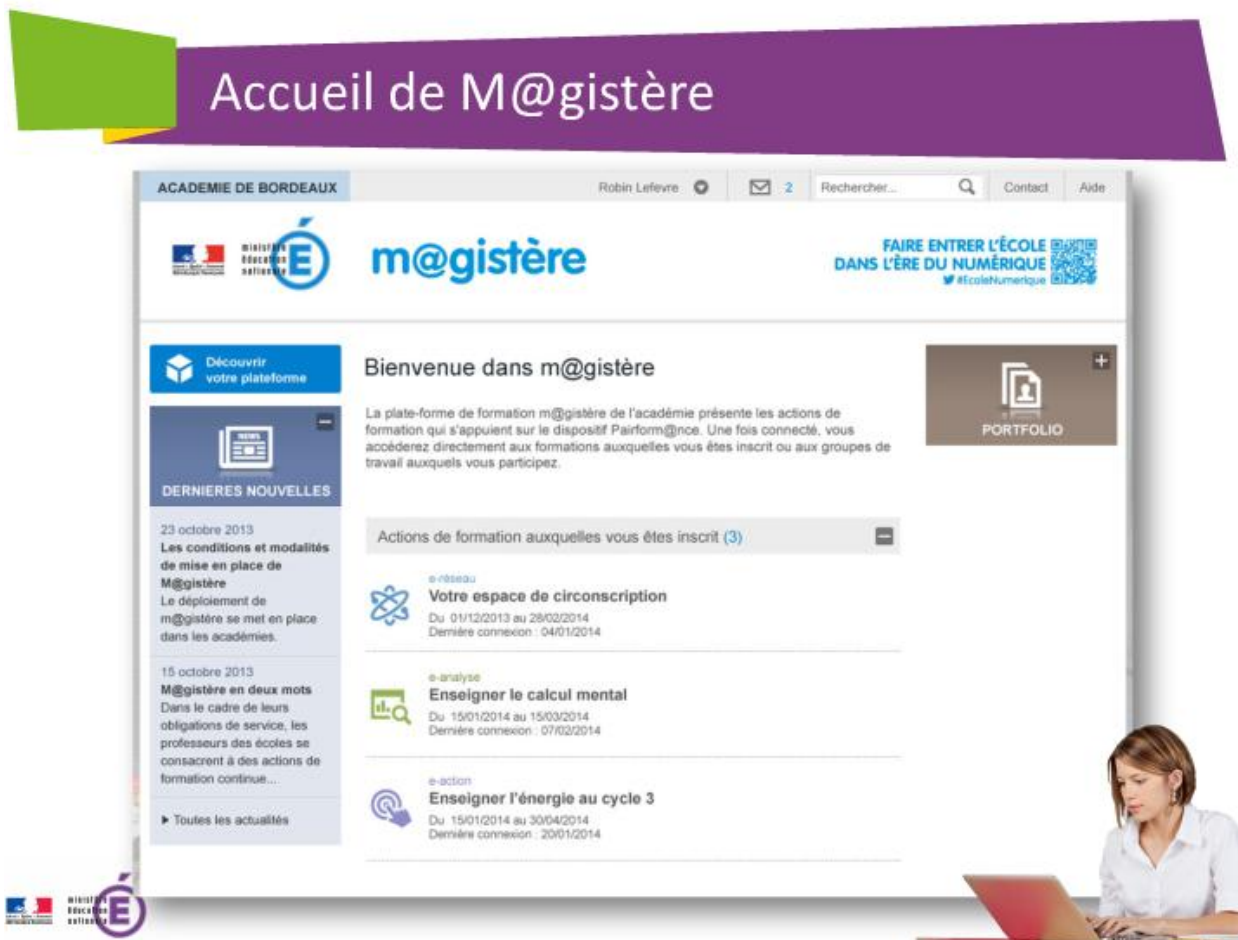 Accueil de M@gistère
ACADEMIE DE BORDEAUX
Robin Lefevre
2
Rechercher...
Contact
Aide
ministère
éducation
nationale
É
m@gistère
FAIRE ENTRER L'ÉCOLE
DANS L'ÈRE DU NUMÉRIQUE
#EcoleNumerique
Découvrir
votre plateforme
NEWS
DERNIERES NOUVELLES
23 octobre 2013
Les conditions et modalités
de mise en place de
M@gistère
Le déploiement de
m@gistère se met en place
dans les académies.
15 octobre 2013
M@gistère en deux mots
Dans le cadre de leurs
obligations de service, les
professeurs des écoles se
consacrent à des actions de
formation continue...
Toutes les actualités
Bienvenue dans m@gistère
La plate-forme de formation m@gistère de l'académie présente les actions de
formation qui s'appuient sur le dispositif Pairform@nce. Une fois connecté, vous
accéderez directement aux formations auxquelles vous êtes inscrit ou aux groupes de
travail auxquels vous participez.
Actions de formation auxquelles vous êtes inscrit (3)
e-réseau
Votre espace de circonscription
Du 01/12/2013 au 28/02/2014
Dernière connexion : 04/01/2014
e-analyse
Enseigner le calcul mental
Du 15/01/2014 au 15/03/2014
Dernière connexion : 07/02/2014
e-action
Enseigner l'énergie au cycle 3
Du 15/01/2014 au 30/04/2014
Dernière connexion : 20/01/2014
PORTFOLIO
ministère
éducation
nationale
É